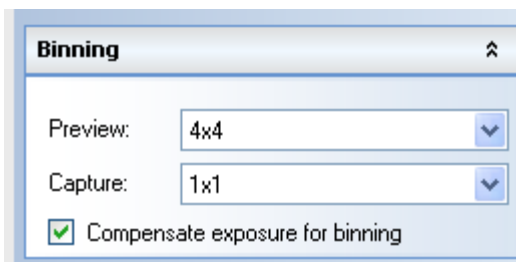 Binning
Preview: 4x4
Capture: 1x1
Compensate exposure for binning